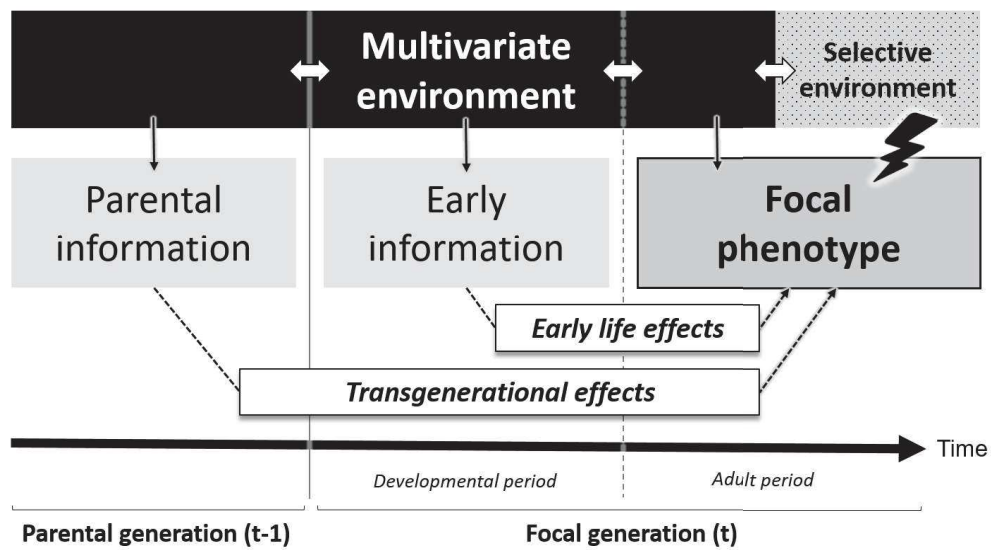 Multivariate
environment
Selective
environment
Parental
information
Early
information
Focal
phenotype
Early life effects
Transgenerational effects
Time
Developmental period
Adult period
Parental generation (t-1)
Focal generation (t)